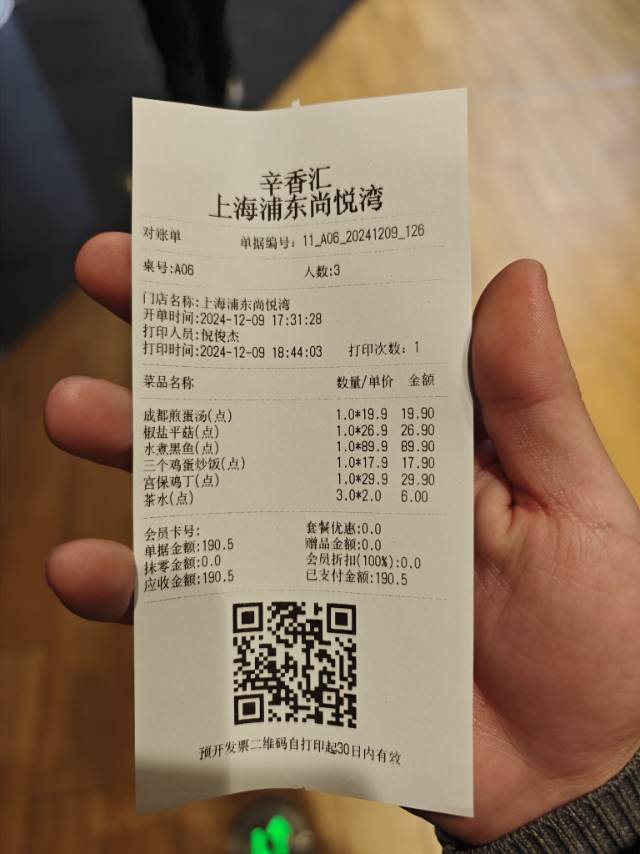 辛香汇
上海浦东尚悦湾
对账单 单据编号: 11_A06_20241209_126
桌号:A06 人数:3
门店名称:上海浦东尚悦湾
开单时间:2024-12-09 17:31:28
打印人员:倪俊杰
打印时间:2024-12-09 18:44:03 打印次数: 1
菜品名称 数量/单价 金额
成都煎蛋汤(点) 1.0*19.9 19.90
椒盐平菇(点) 1.0*26.9 26.90
水煮黑鱼(点) 1.0*89.9 89.90
三个鸡蛋炒饭(点) 1.0*17.9 17.90
宫保鸡丁(点) 1.0*29.9 29.90
茶水(点) 3.0*2.0 6.00
会员卡号: 套餐优惠:0.0
单据金额:190.5 赠品金额:0.0
抹零金额:0.0 会员折扣(100%):0.0
应收金额:190.5 已支付金额:190.5
预开发票二维码自打印起30日内有效